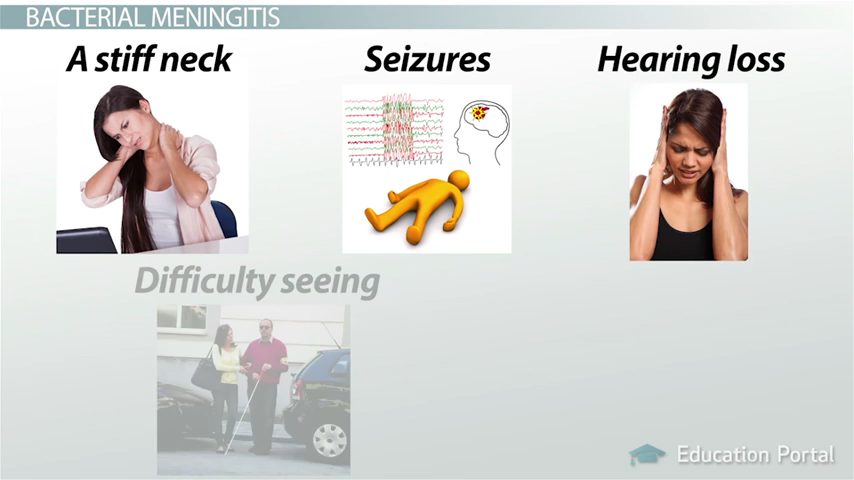 BACTERIAL MENINGITIS
A stiff neck
Seizures
Hearing loss
Difficulty seeing
Education Portal